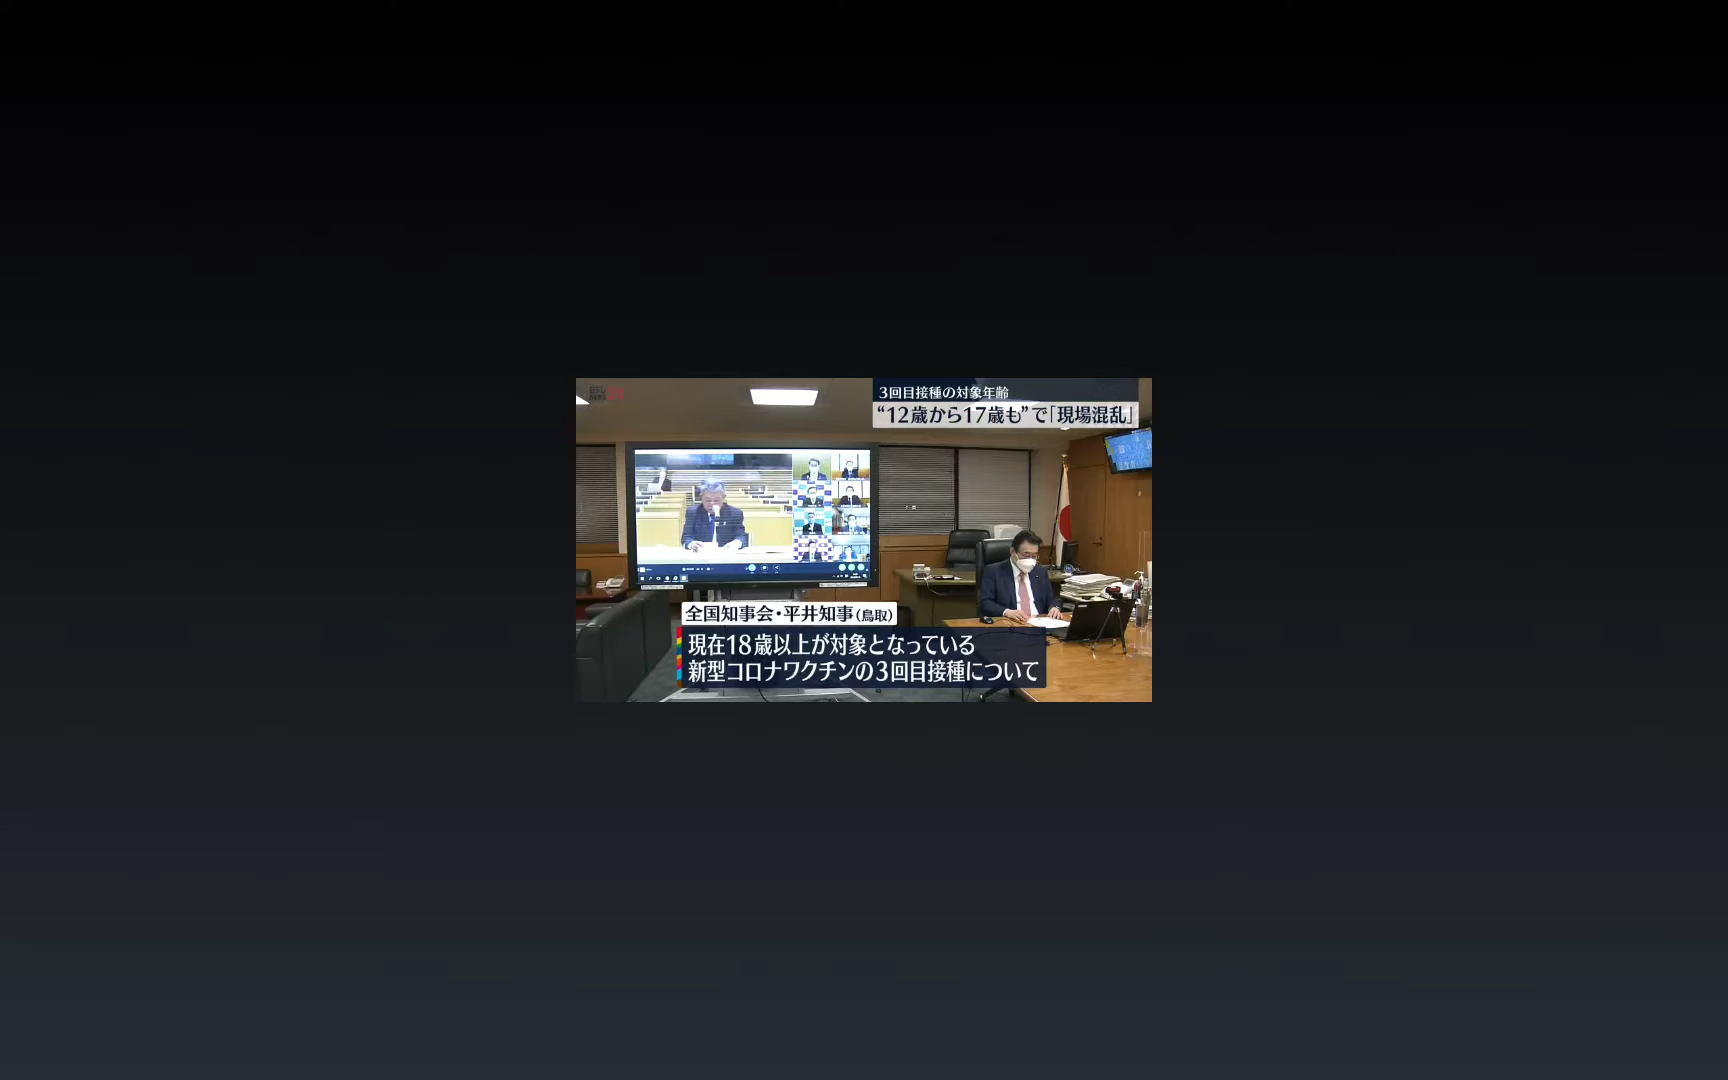 3回目接種の対象年齢
“12歳から17歳も”で「現場混乱」
全国知事会・平井知事(鳥取)
現在18歳以上が対象となっている
新型コロナワクチンの3回目接種について